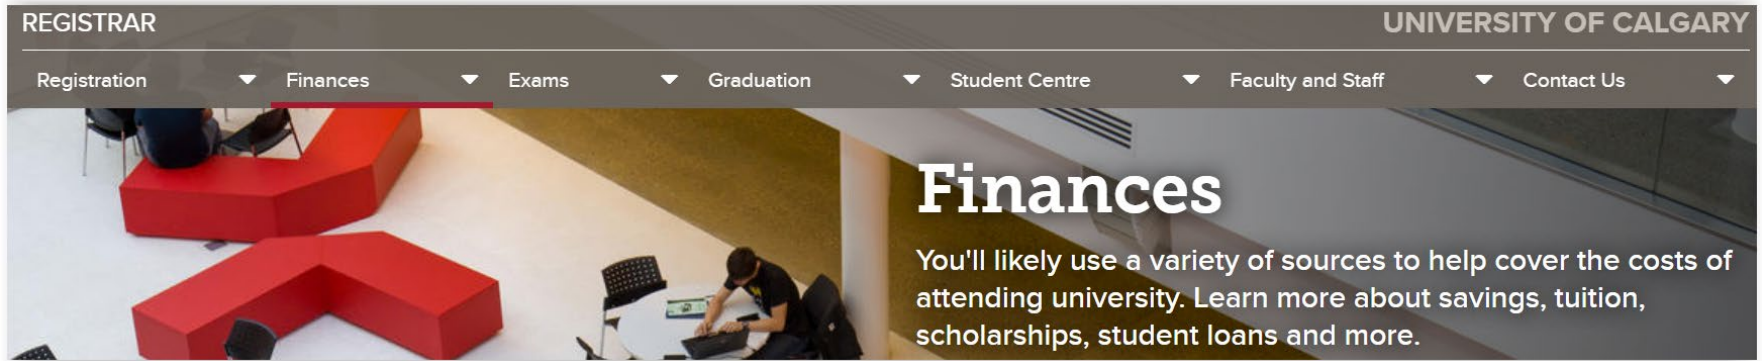 REGISTRAR
UNIVERSITY OF CALGARY
Registration Finances Exams Graduation Student Centre Faculty and Staff Contact Us
Finances
You'll likely use a variety of sources to help cover the costs of
attending university. Learn more about savings, tuition,
scholarships, student loans and more.